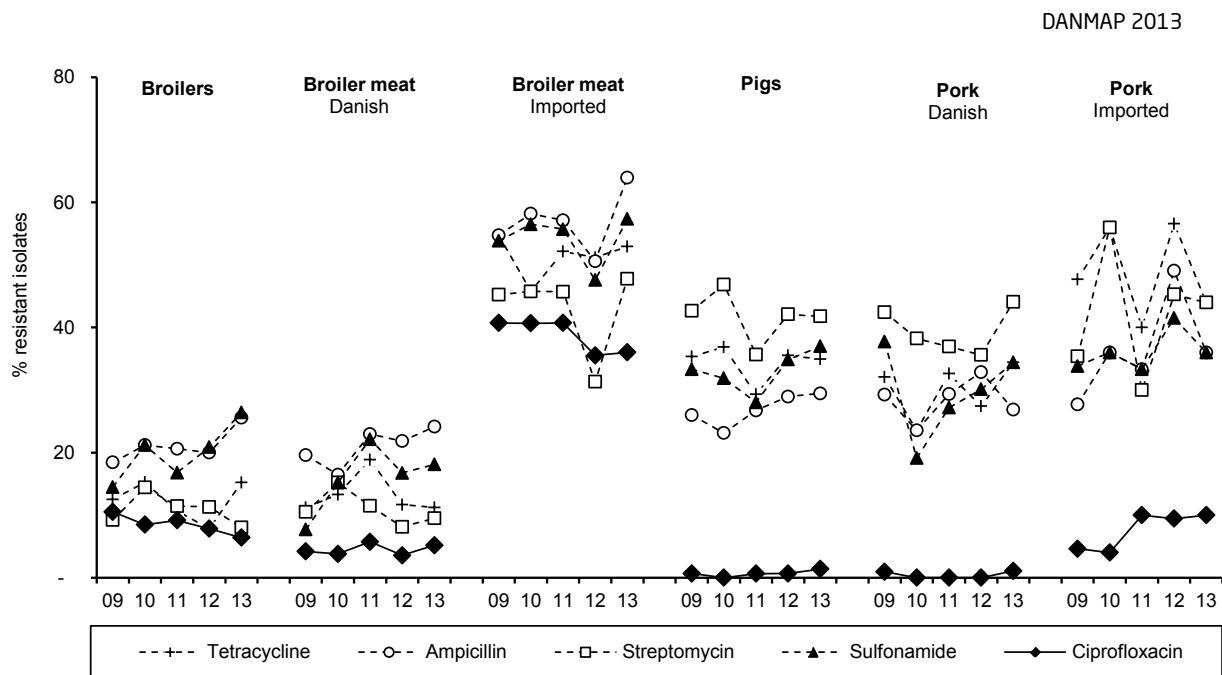 DANMAP 2013
80
60
40
20
-
% resistant isolates
Broilers
Broiler meat
Danish
Broiler meat
Imported
Pigs
Pork
Danish
Pork
Imported
09 10 11 12 13 09 10 11 12 13 09 10 11 12 13 09 10 11 12 13 09 10 11 12 13 09 10 11 12 13
Tetracycline Ampicillin Streptomycin Sulfonamide Ciprofloxacin